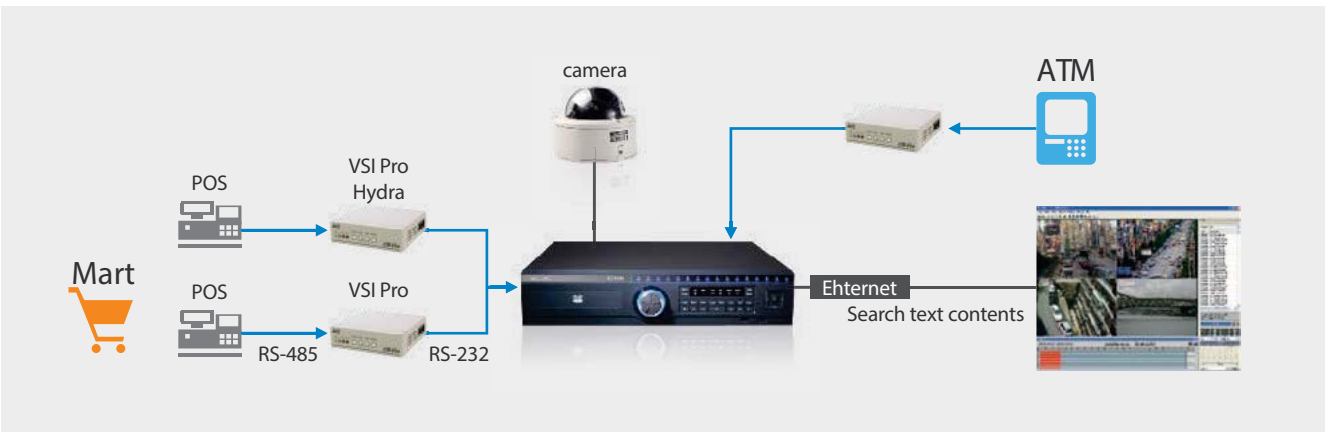 camera
ATM
VSI Pro
Hydra
POS
Mart
POS
VSI Pro
RS-485
RS-232
Ehternet
Search text contents